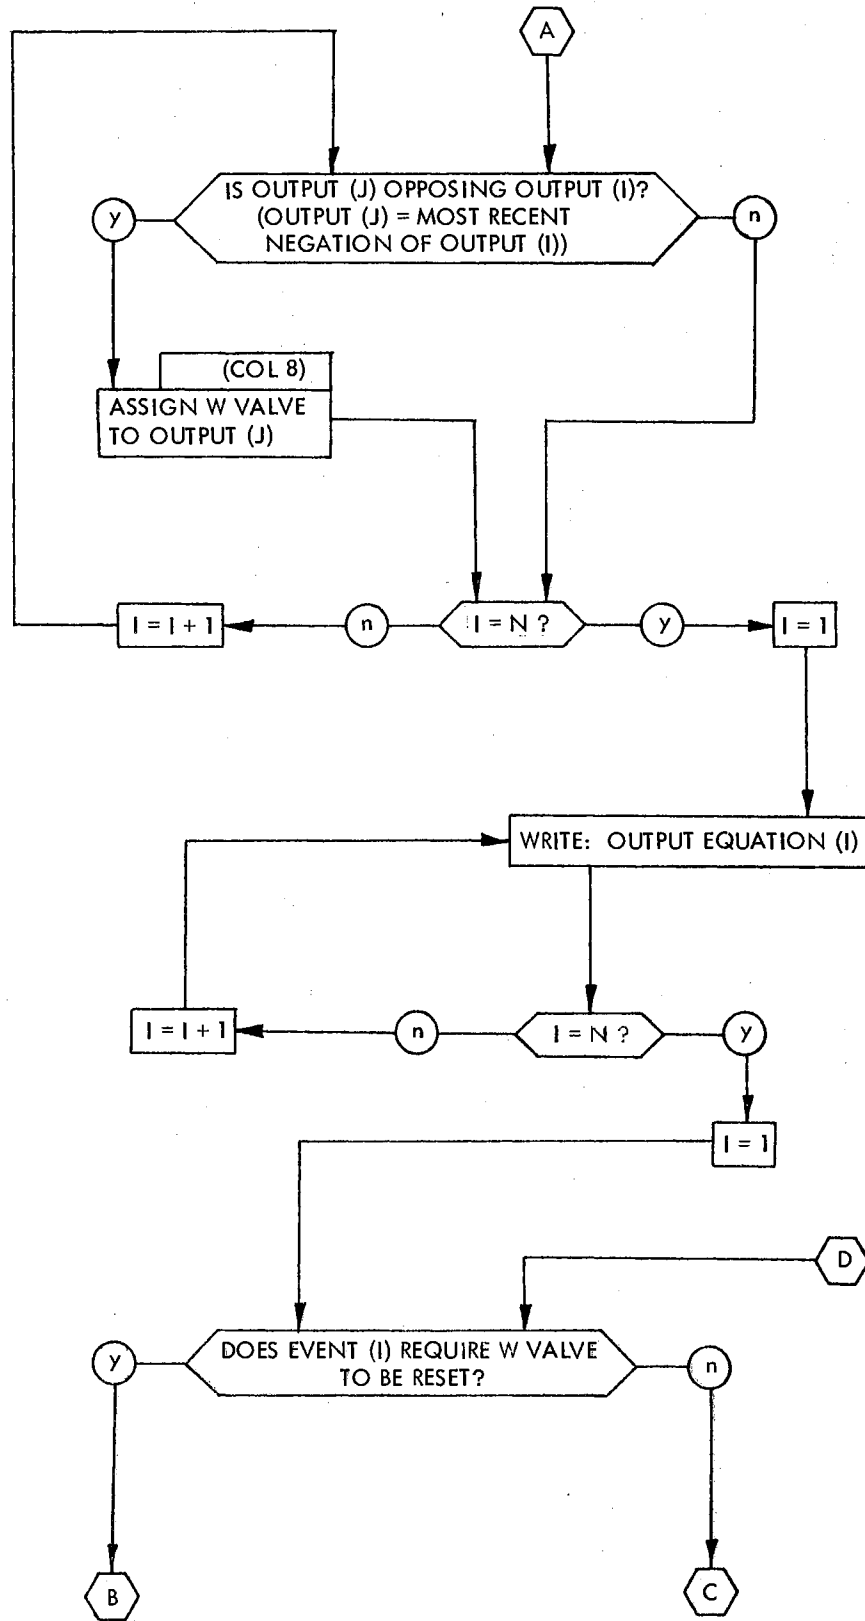 A
IS OUTPUT (J) OPPOSING OUTPUT (I)?
(OUTPUT (J) = MOST RECENT
NEGATION OF OUTPUT (I))
y
n
(COL 8)
ASSIGN W VALVE
TO OUTPUT (J)
I = I + 1
n
I = N ?
y
I = 1
WRITE: OUTPUT EQUATION (I)
I = I + 1
n
I = N ?
y
I = 1
D
DOES EVENT (I) REQUIRE W VALVE
TO BE RESET?
y
n
B
C